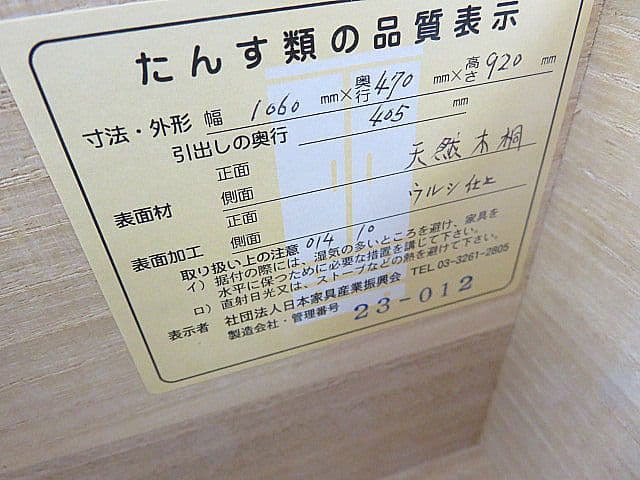 たんす類の品質表示
寸法・外形 幅 1060 mm×奥行 470 mm×高さ 920 mm
引出しの奥行 405 mm
表面材 正面 天然木桐
側面
表面加工 正面 ウルシ仕上
側面 014 10
取り扱い上の注意
イ）据付の際には、湿気の多いところを避け、家具を
水平に保つために必要な措置を講じて下さい。
ロ）直射日光又は、ストーブなどの熱を避けて下さい。
表示者 社団法人日本家具産業振興会 TEL 03-3261-2805
製造会社・管理番号 23-012